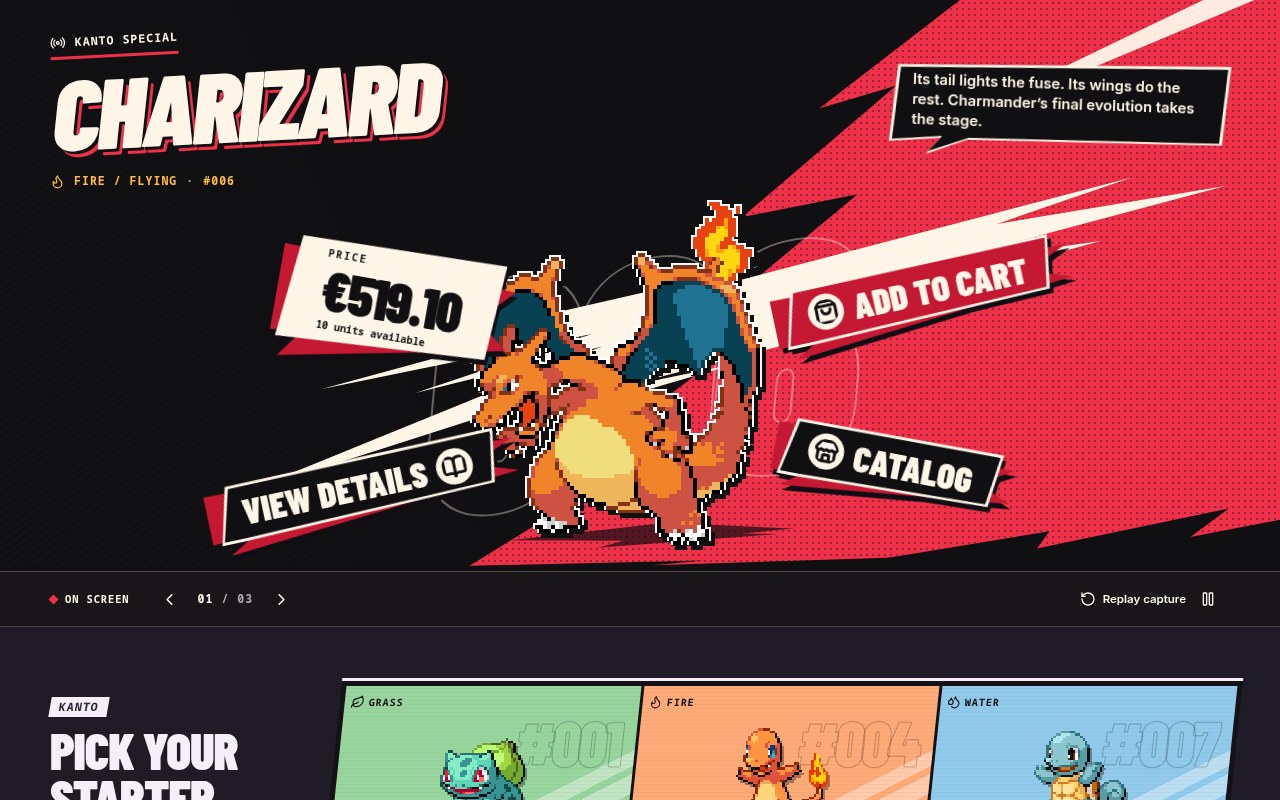 KANTO SPECIAL
CHARIZARD
FIRE / FLYING · #006
Its tail lights the fuse. Its wings do the
rest. Charmander’s final evolution takes
the stage.
PRICE
€519.10
10 units available
ADD TO CART
VIEW DETAILS
CATALOG
ON SCREEN
01 / 03
Replay capture
KANTO
PICK YOUR
STARTER
GRASS
#001
FIRE
#004
WATER
#007